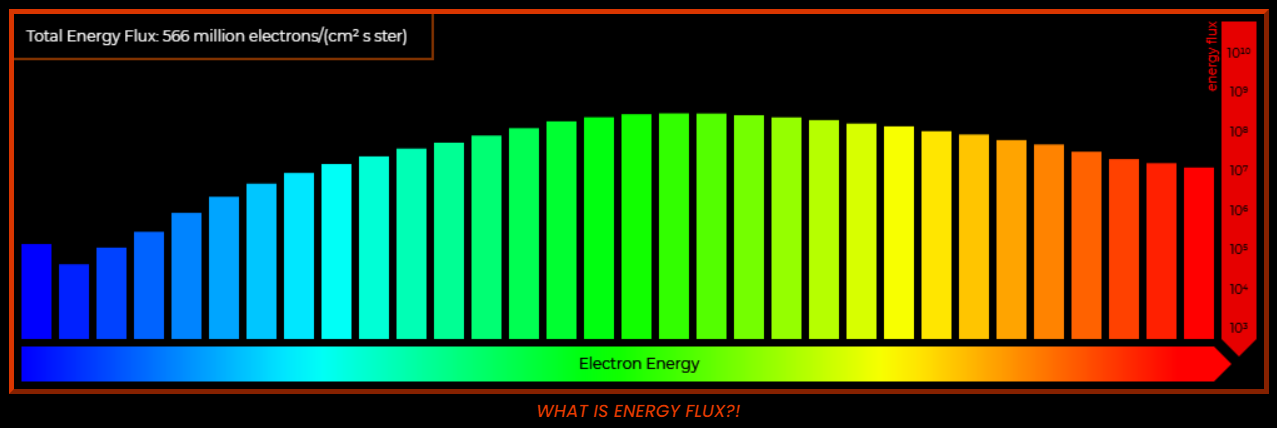 Total Energy Flux: 566 million electrons/(cm² s ster)
energy flux
10¹⁰
10⁹
10⁸
10⁷
10⁶
10⁵
10⁴
10³
Electron Energy
WHAT IS ENERGY FLUX?!